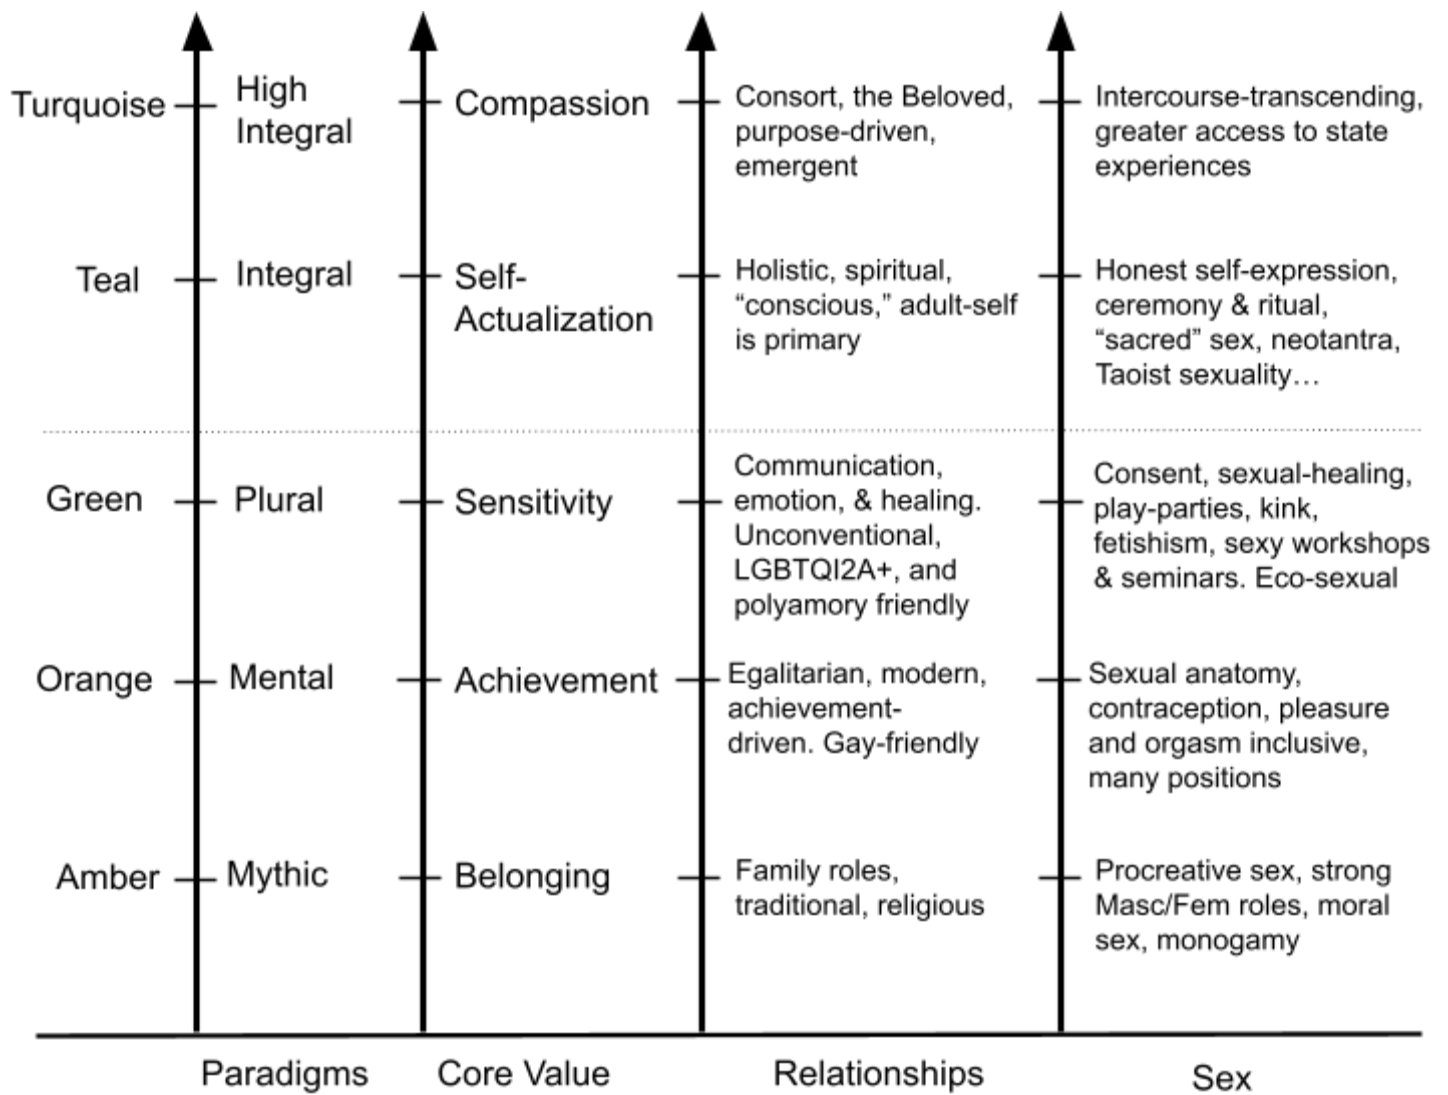 Turquoise
High
Integral
Compassion
Consort, the Beloved,
purpose-driven,
emergent
Intercourse-transcending,
greater access to state
experiences
Teal
Integral
Self-
Actualization
Holistic, spiritual,
“conscious,” adult-self
is primary
Honest self-expression,
ceremony & ritual,
“sacred” sex, neotantra,
Taoist sexuality…
Green
Plural
Sensitivity
Communication,
emotion, & healing.
Unconventional,
LGBTQI2A+, and
polyamory friendly
Consent, sexual-healing,
play-parties, kink,
fetishism, sexy workshops
& seminars. Eco-sexual
Orange
Mental
Achievement
Egalitarian, modern,
achievement-
driven. Gay-friendly
Sexual anatomy,
contraception, pleasure
and orgasm inclusive,
many positions
Amber
Mythic
Belonging
Family roles,
traditional, religious
Procreative sex, strong
Masc/Fem roles, moral
sex, monogamy
Paradigms
Core Value
Relationships
Sex